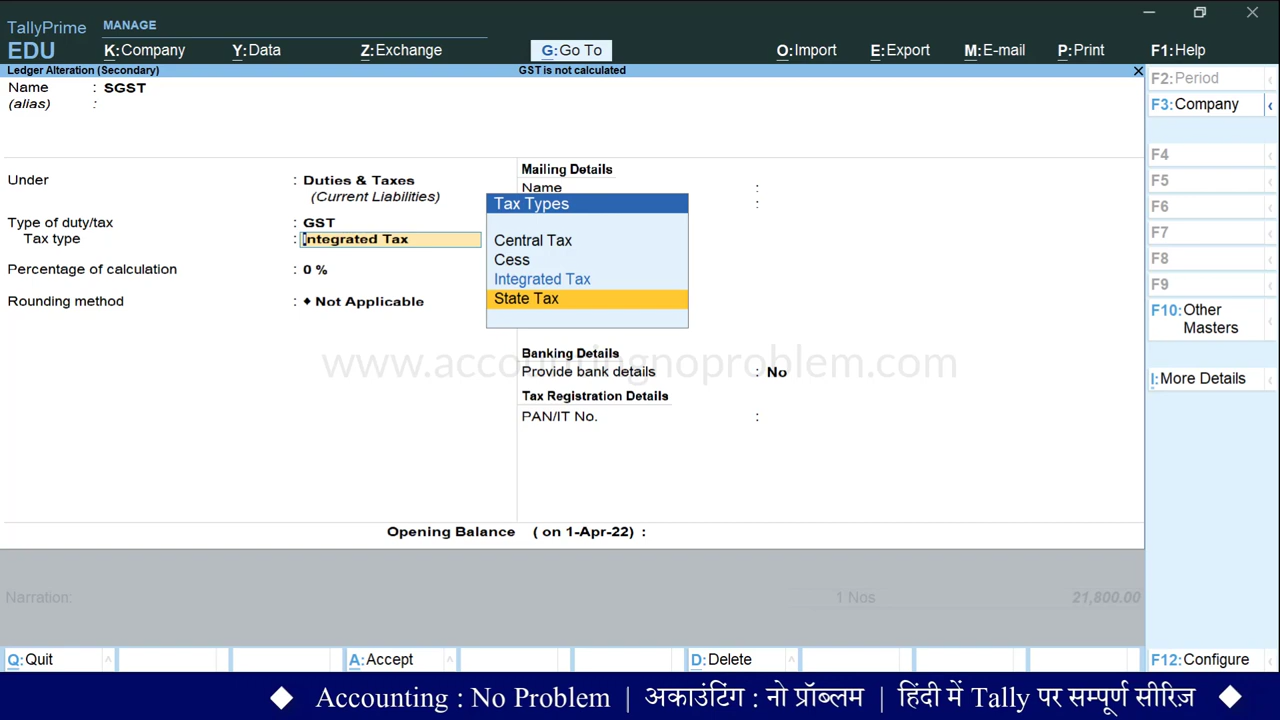 TallyPrime MANAGE
EDU K:Company Y:Data Z:Exchange G:Go To O:Import E:Export M:E-mail P:Print F1:Help
Ledger Alteration (Secondary) GST is not calculated
Name : SGST
(alias) :
Under : Duties & Taxes
(Current Liabilities)
Type of duty/tax : GST
Tax type : Integrated Tax
Percentage of calculation : 0 %
Rounding method : ♦ Not Applicable
Mailing Details
Name :
:
Tax Types
Central Tax
Cess
Integrated Tax
State Tax
Banking Details
Provide bank details : No
Tax Registration Details
PAN/IT No. :
www.accountingnoproblem.com
Opening Balance ( on 1-Apr-22) :
Narration: 1 Nos 21,800.00
F2:Period
F3:Company
F4
F5
F6
F7
F8
F9
F10:Other
Masters
I:More Details
Q:Quit A:Accept D:Delete F12:Configure
◆ Accounting : No Problem | अकाउंटिंग : नो प्रॉब्लम | हिंदी में Tally पर सम्पूर्ण सीरिज़ ◆